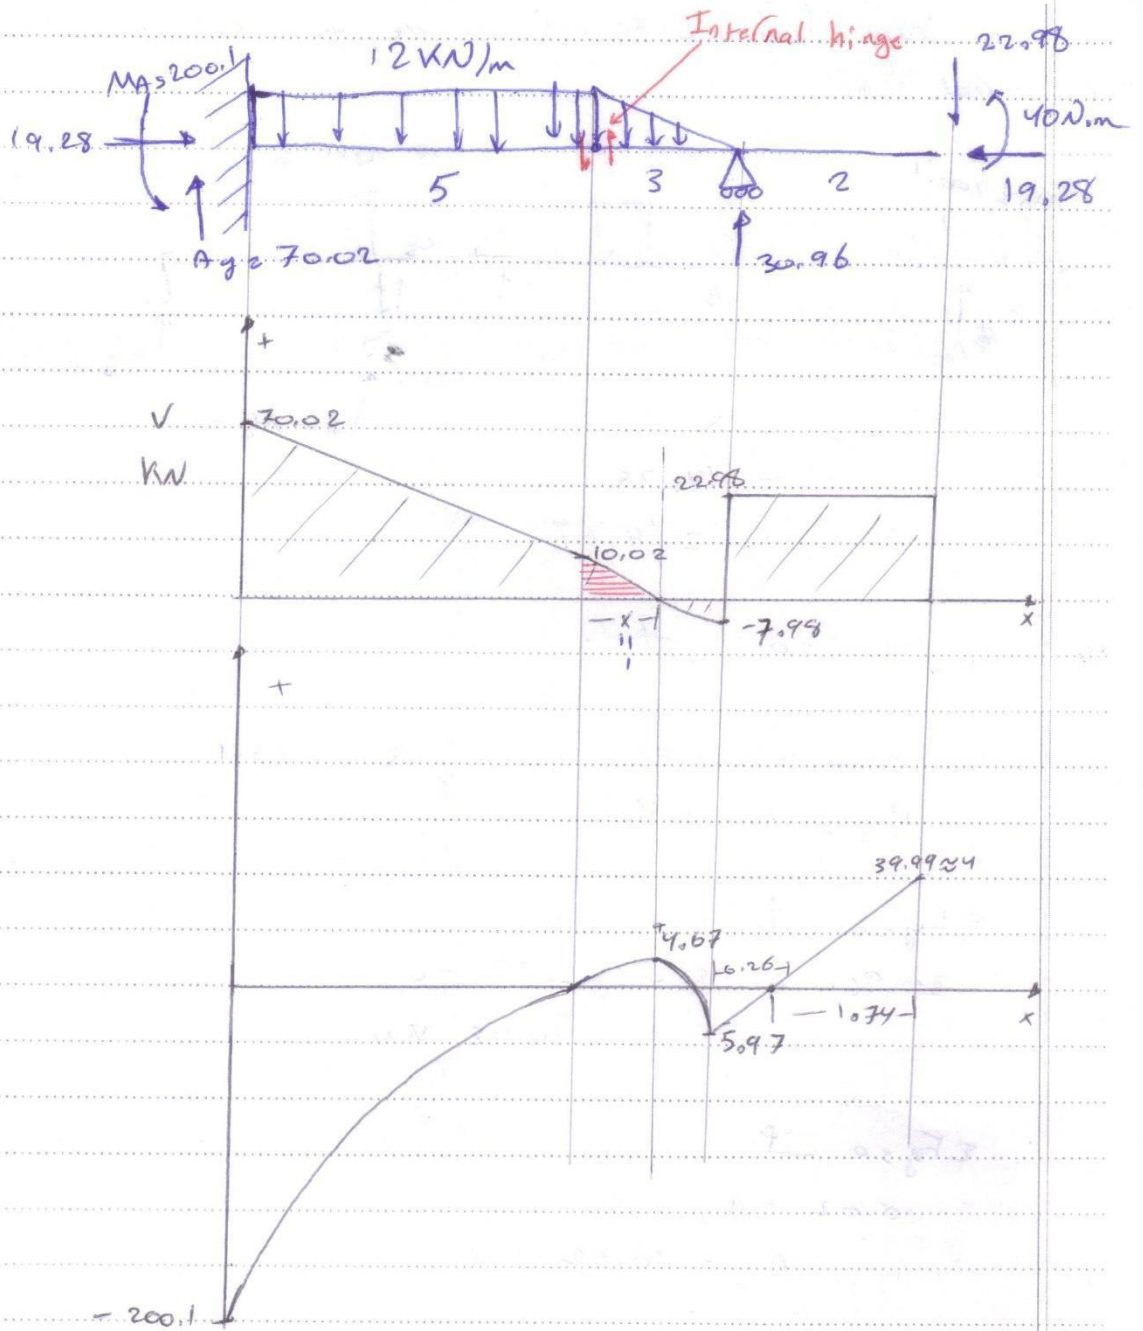 Internal hinge
22.98
MA=200.1
12KN/m
40N.m
19.28
5
3
2
19.28
Ay= 70.02
30.96
+
V
70.02
KN
22.98
10.02
x
-7.98
x
+
39.99≈4
4.67
0.26
1.74
x
5.97
- 200.1